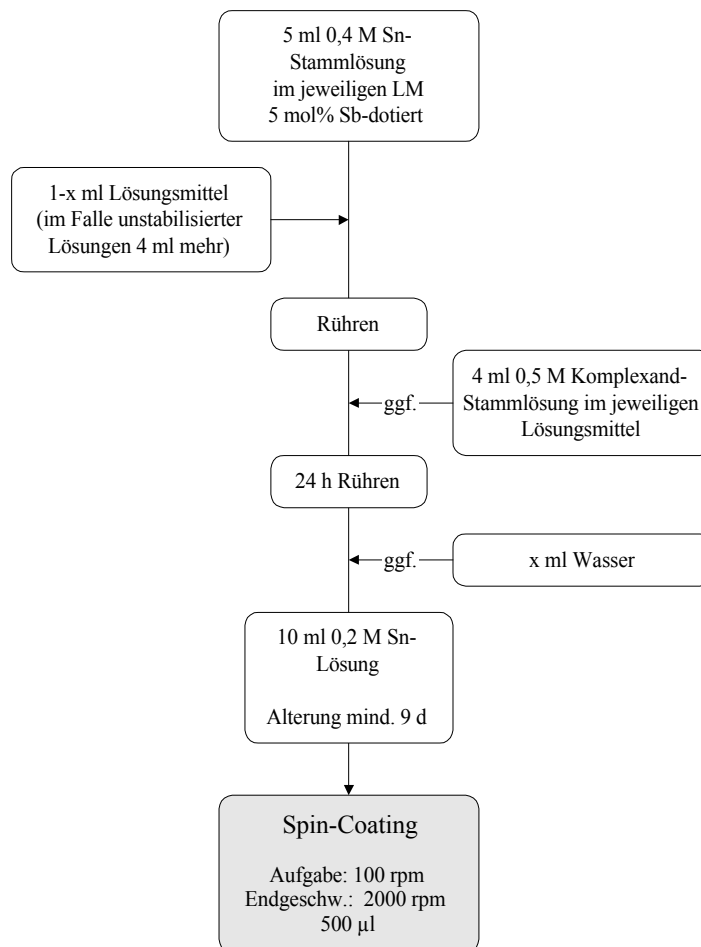 5 ml 0,4 M Sn-
Stammlösung
im jeweiligen LM
5 mol% Sb-dotiert
1-x ml Lösungsmittel
(im Falle unstabilisierter
Lösungen 4 ml mehr)
Rühren
ggf.
4 ml 0,5 M Komplexand-
Stammlösung im jeweiligen
Lösungsmittel
24 h Rühren
ggf.
x ml Wasser
10 ml 0,2 M Sn-
Lösung
Alterung mind. 9 d
Spin-Coating
Aufgabe: 100 rpm
Endgeschw.: 2000 rpm
500 µl